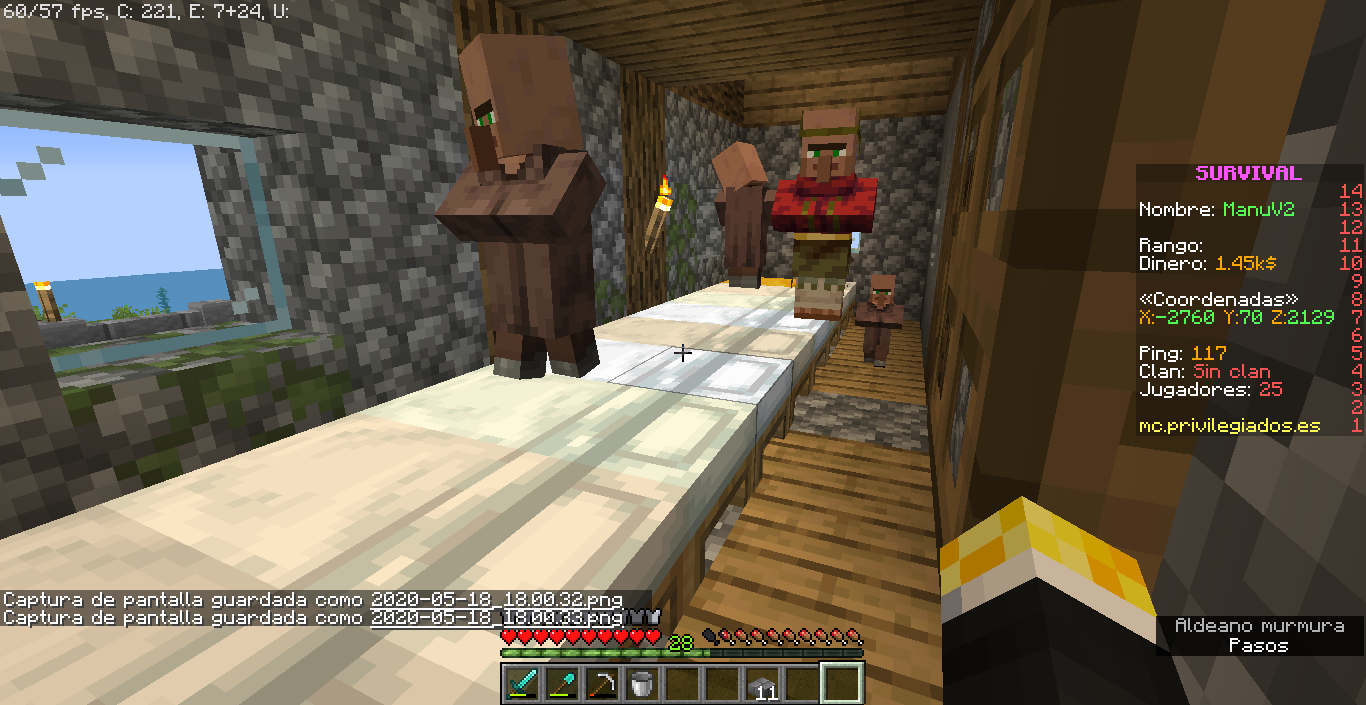 60/57 fps, C: 221, E: 7+24, U:
SURVIVAL
14
Nombre: ManuV2 13
12
Rango: 11
Dinero: 1.45k$ 10
9
«Coordenadas» 8
X:-2760 Y:70 Z:2129 7
6
Ping: 117 5
Clan: Sin clan 4
Jugadores: 25 3
2
mc.privilegiados.es 1
Captura de pantalla guardada como 2020-05-18_18.00.32.png
Captura de pantalla guardada como 2020-05-18_18.00.33.png
Aldeano murmura
Pasos
28
11